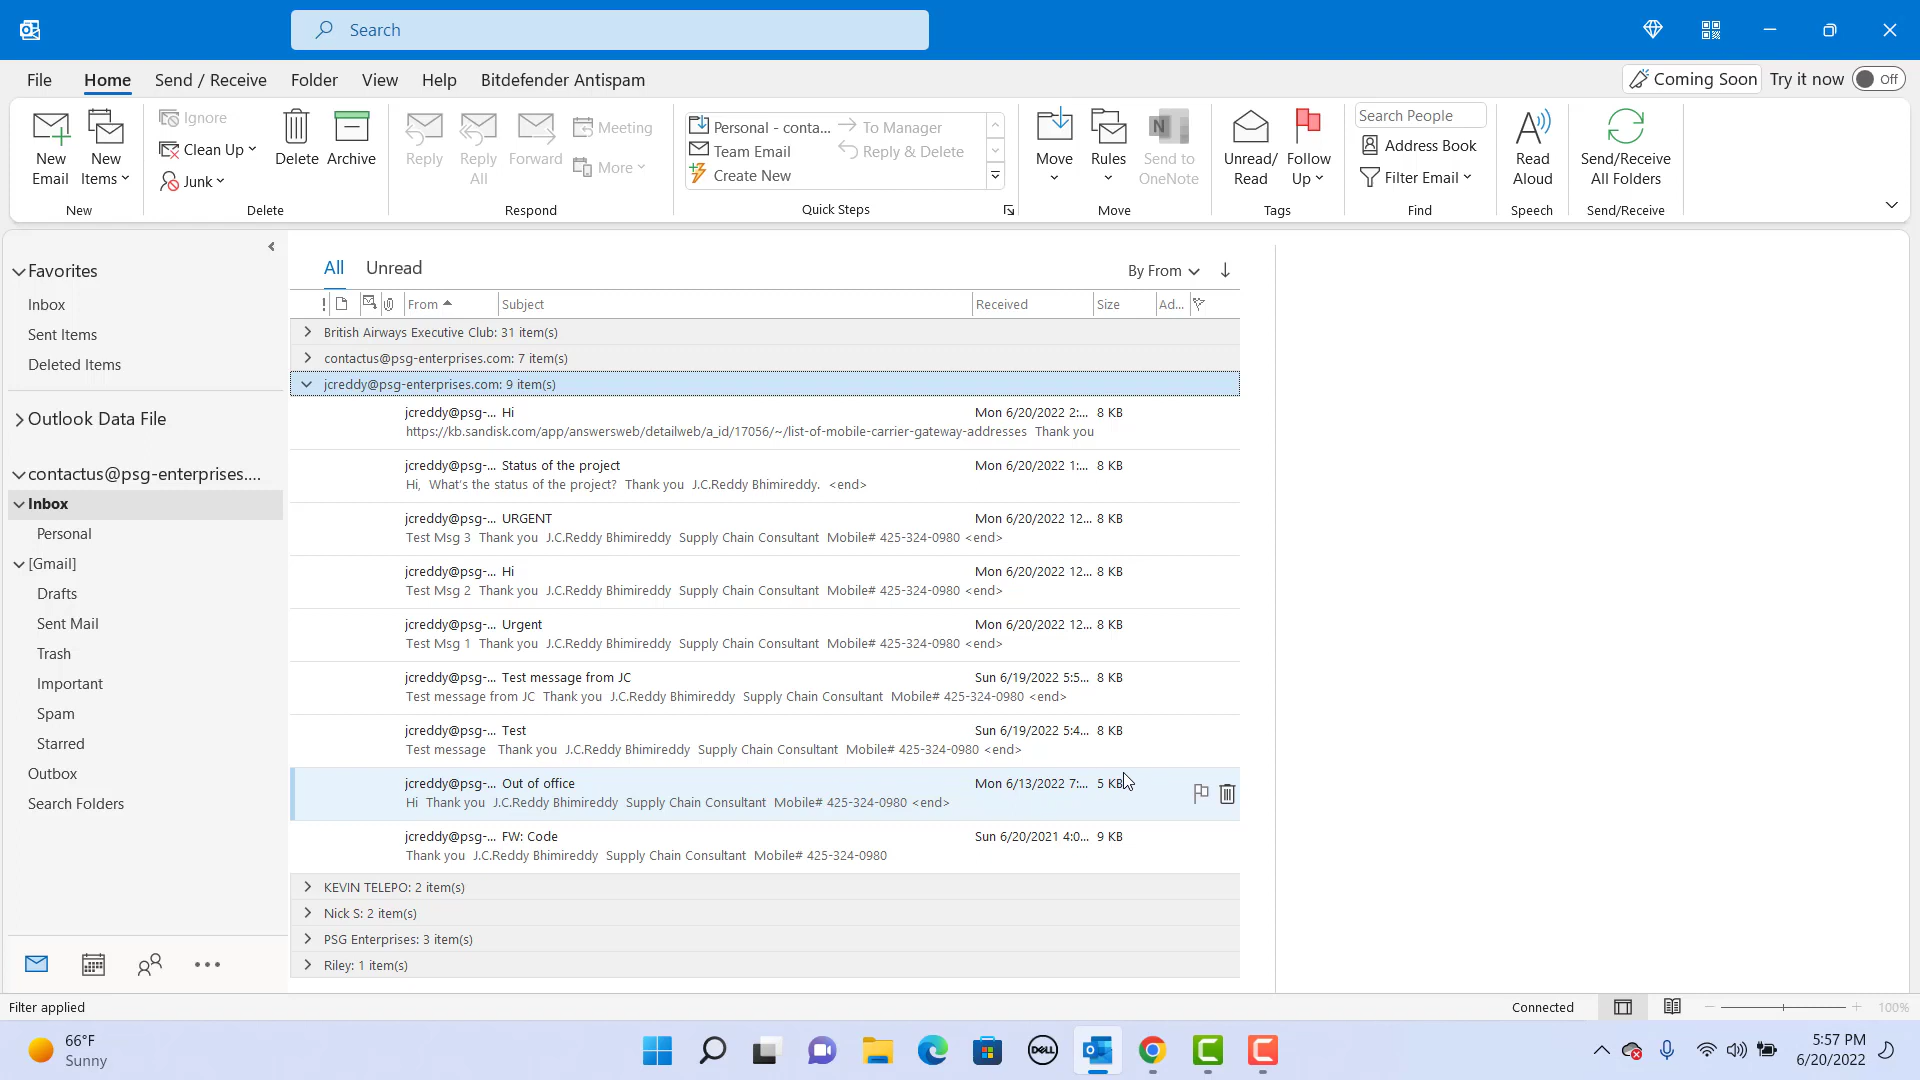 Search
File Home Send / Receive Folder View Help Bitdefender Antispam
Coming Soon Try it now Off
New Email
New Items
New
Ignore
Clean Up
Junk
Delete
Archive
Delete
Reply
Reply All
Forward
Meeting
More
Respond
Personal - conta... To Manager
Team Email Reply & Delete
Create New
Quick Steps
Move
Rules
Send to OneNote
Move
Unread/ Read
Follow Up
Tags
Search People
Address Book
Filter Email
Find
Read Aloud
Speech
Send/Receive All Folders
Send/Receive
Favorites
Inbox
Sent Items
Deleted Items
Outlook Data File
contactus@psg-enterprises....
Inbox
Personal
[Gmail]
Drafts
Sent Mail
Trash
Important
Spam
Starred
Outbox
Search Folders
All Unread
By From
! From Subject Received Size Ad...
British Airways Executive Club: 31 item(s)
contactus@psg-enterprises.com: 7 item(s)
jcreddy@psg-enterprises.com: 9 item(s)
jcreddy@psg-... Hi Mon 6/20/2022 2:... 8 KB
https://kb.sandisk.com/app/answersweb/detailweb/a_id/17056/~/list-of-mobile-carrier-gateway-addresses Thank you
jcreddy@psg-... Status of the project Mon 6/20/2022 1:... 8 KB
Hi, What's the status of the project? Thank you J.C.Reddy Bhimireddy. <end>
jcreddy@psg-... URGENT Mon 6/20/2022 12... 8 KB
Test Msg 3 Thank you J.C.Reddy Bhimireddy Supply Chain Consultant Mobile# 425-324-0980 <end>
jcreddy@psg-... Hi Mon 6/20/2022 12... 8 KB
Test Msg 2 Thank you J.C.Reddy Bhimireddy Supply Chain Consultant Mobile# 425-324-0980 <end>
jcreddy@psg-... Urgent Mon 6/20/2022 12... 8 KB
Test Msg 1 Thank you J.C.Reddy Bhimireddy Supply Chain Consultant Mobile# 425-324-0980 <end>
jcreddy@psg-... Test message from JC Sun 6/19/2022 5:5... 8 KB
Test message from JC Thank you J.C.Reddy Bhimireddy Supply Chain Consultant Mobile# 425-324-0980 <end>
jcreddy@psg-... Test Sun 6/19/2022 5:4... 8 KB
Test message Thank you J.C.Reddy Bhimireddy Supply Chain Consultant Mobile# 425-324-0980 <end>
jcreddy@psg-... Out of office Mon 6/13/2022 7:... 5 KB
Hi Thank you J.C.Reddy Bhimireddy Supply Chain Consultant Mobile# 425-324-0980 <end>
jcreddy@psg-... FW: Code Sun 6/20/2021 4:0... 9 KB
Thank you J.C.Reddy Bhimireddy Supply Chain Consultant Mobile# 425-324-0980
KEVIN TELEPO: 2 item(s)
Nick S: 2 item(s)
PSG Enterprises: 3 item(s)
Riley: 1 item(s)
Filter applied Connected 100%
66°F
Sunny
DELL
5:57 PM
6/20/2022